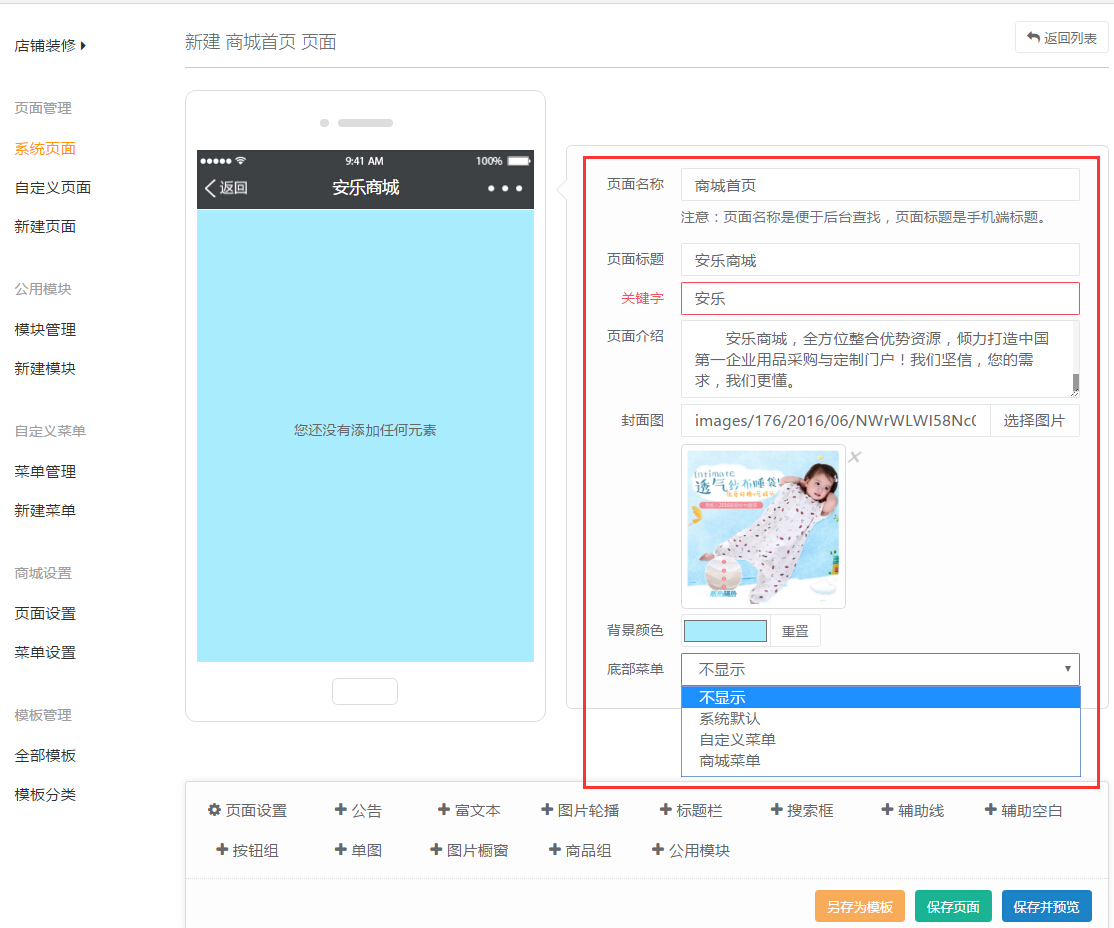 店铺装修
新建 商城首页 页面
返回列表
页面管理
系统页面
自定义页面
新建页面
公用模块
模块管理
新建模块
自定义菜单
菜单管理
新建菜单
商城设置
页面设置
菜单设置
模板管理
全部模板
模板分类
9:41 AM
100%
返回
安乐商城
您还没有添加任何元素
页面名称
商城首页
注意：页面名称是便于后台查找，页面标题是手机端标题。
页面标题
安乐商城
关键字
安乐
页面介绍
安乐商城，全方位整合优势资源，倾力打造中国
第一企业用品采购与定制门户！我们坚信，您的需
求，我们更懂。
封面图
images/176/2016/06/NWrWLWI58Nc
选择图片
intimate
透气纱布睡袋!
背景颜色
重置
底部菜单
不显示
不显示
系统默认
自定义菜单
商城菜单
页面设置
公告
富文本
图片轮播
标题栏
搜索框
辅助线
辅助空白
按钮组
单图
图片橱窗
商品组
公用模块
另存为模板
保存页面
保存并预览